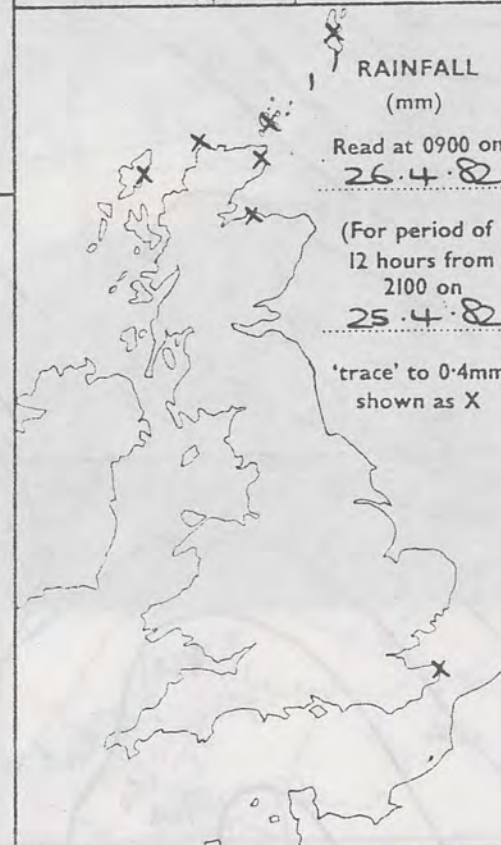 X
RAINFALL
1
(mm)
X
X
Read at 0900 on
X
X
26.4.82
X
(For period of
12 hours from
2100 on
25.4.82
'trace' to 0·4mm
shown as X
X